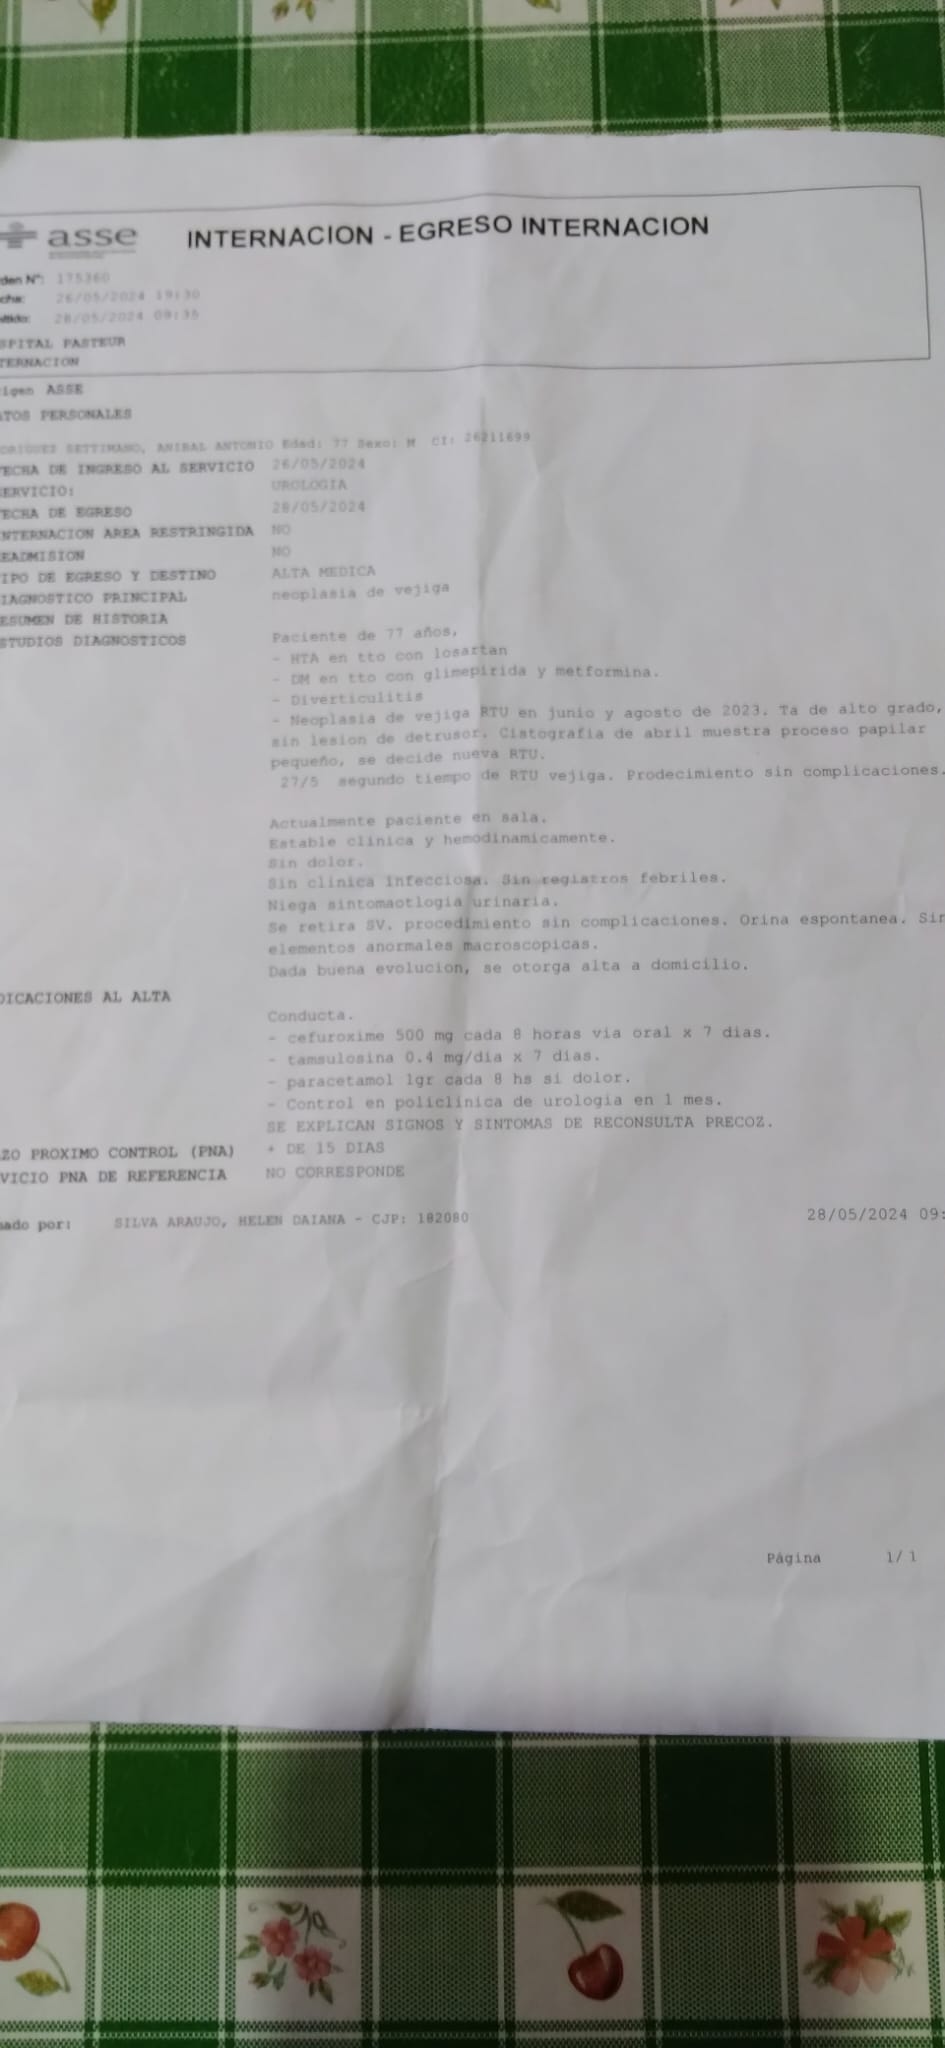 asse INTERNACION - EGRESO INTERNACION
den N°: 175360
cha: 26/05/2024 19:30
itido: 28/05/2024 09:35
SPITAL PASTEUR
TERNACION
igen ASSE
ATOS PERSONALES
DRIGUEZ SETTIMANO, ANIBAL ANTONIO Edad: 77 Sexo: M CI: 26211699
FECHA DE INGRESO AL SERVICIO 26/05/2024
SERVICIO: UROLOGIA
FECHA DE EGRESO 28/05/2024
INTERNACION AREA RESTRINGIDA NO
EADMISION NO
TIPO DE EGRESO Y DESTINO ALTA MEDICA
DIAGNOSTICO PRINCIPAL neoplasia de vejiga
ESUMEN DE HISTORIA
STUDIOS DIAGNOSTICOS Paciente de 77 años,
- HTA en tto con losartan
- DM en tto con glimepirida y metformina.
- Diverticulitis
- Neoplasia de vejiga RTU en junio y agosto de 2023. Ta de alto grado,
sin lesion de detrusor. Cistografia de abril muestra proceso papilar
pequeño, se decide nueva RTU.
27/5 segundo tiempo de RTU vejiga. Prodecimiento sin complicaciones.
Actualmente paciente en sala.
Estable clinica y hemodinamicamente.
Sin dolor.
Sin clinica infecciosa. Sin registros febriles.
Niega sintomaotlogia urinaria.
Se retira SV. procedimiento sin complicaciones. Orina espontanea. Sin
elementos anormales macroscopicas.
Dada buena evolucion, se otorga alta a domicilio.
DICACIONES AL ALTA
Conducta.
- cefuroxime 500 mg cada 8 horas via oral x 7 dias.
- tamsulosina 0.4 mg/dia x 7 dias.
- paracetamol 1gr cada 8 hs si dolor.
- Control en policlinica de urologia en 1 mes.
SE EXPLICAN SIGNOS Y SINTOMAS DE RECONSULTA PRECOZ.
AZO PROXIMO CONTROL (PNA) + DE 15 DIAS
VICIO PNA DE REFERENCIA NO CORRESPONDE
mado por: SILVA ARAUJO, HELEN DAIANA - CJP: 182080 28/05/2024 09:
Página 1/ 1